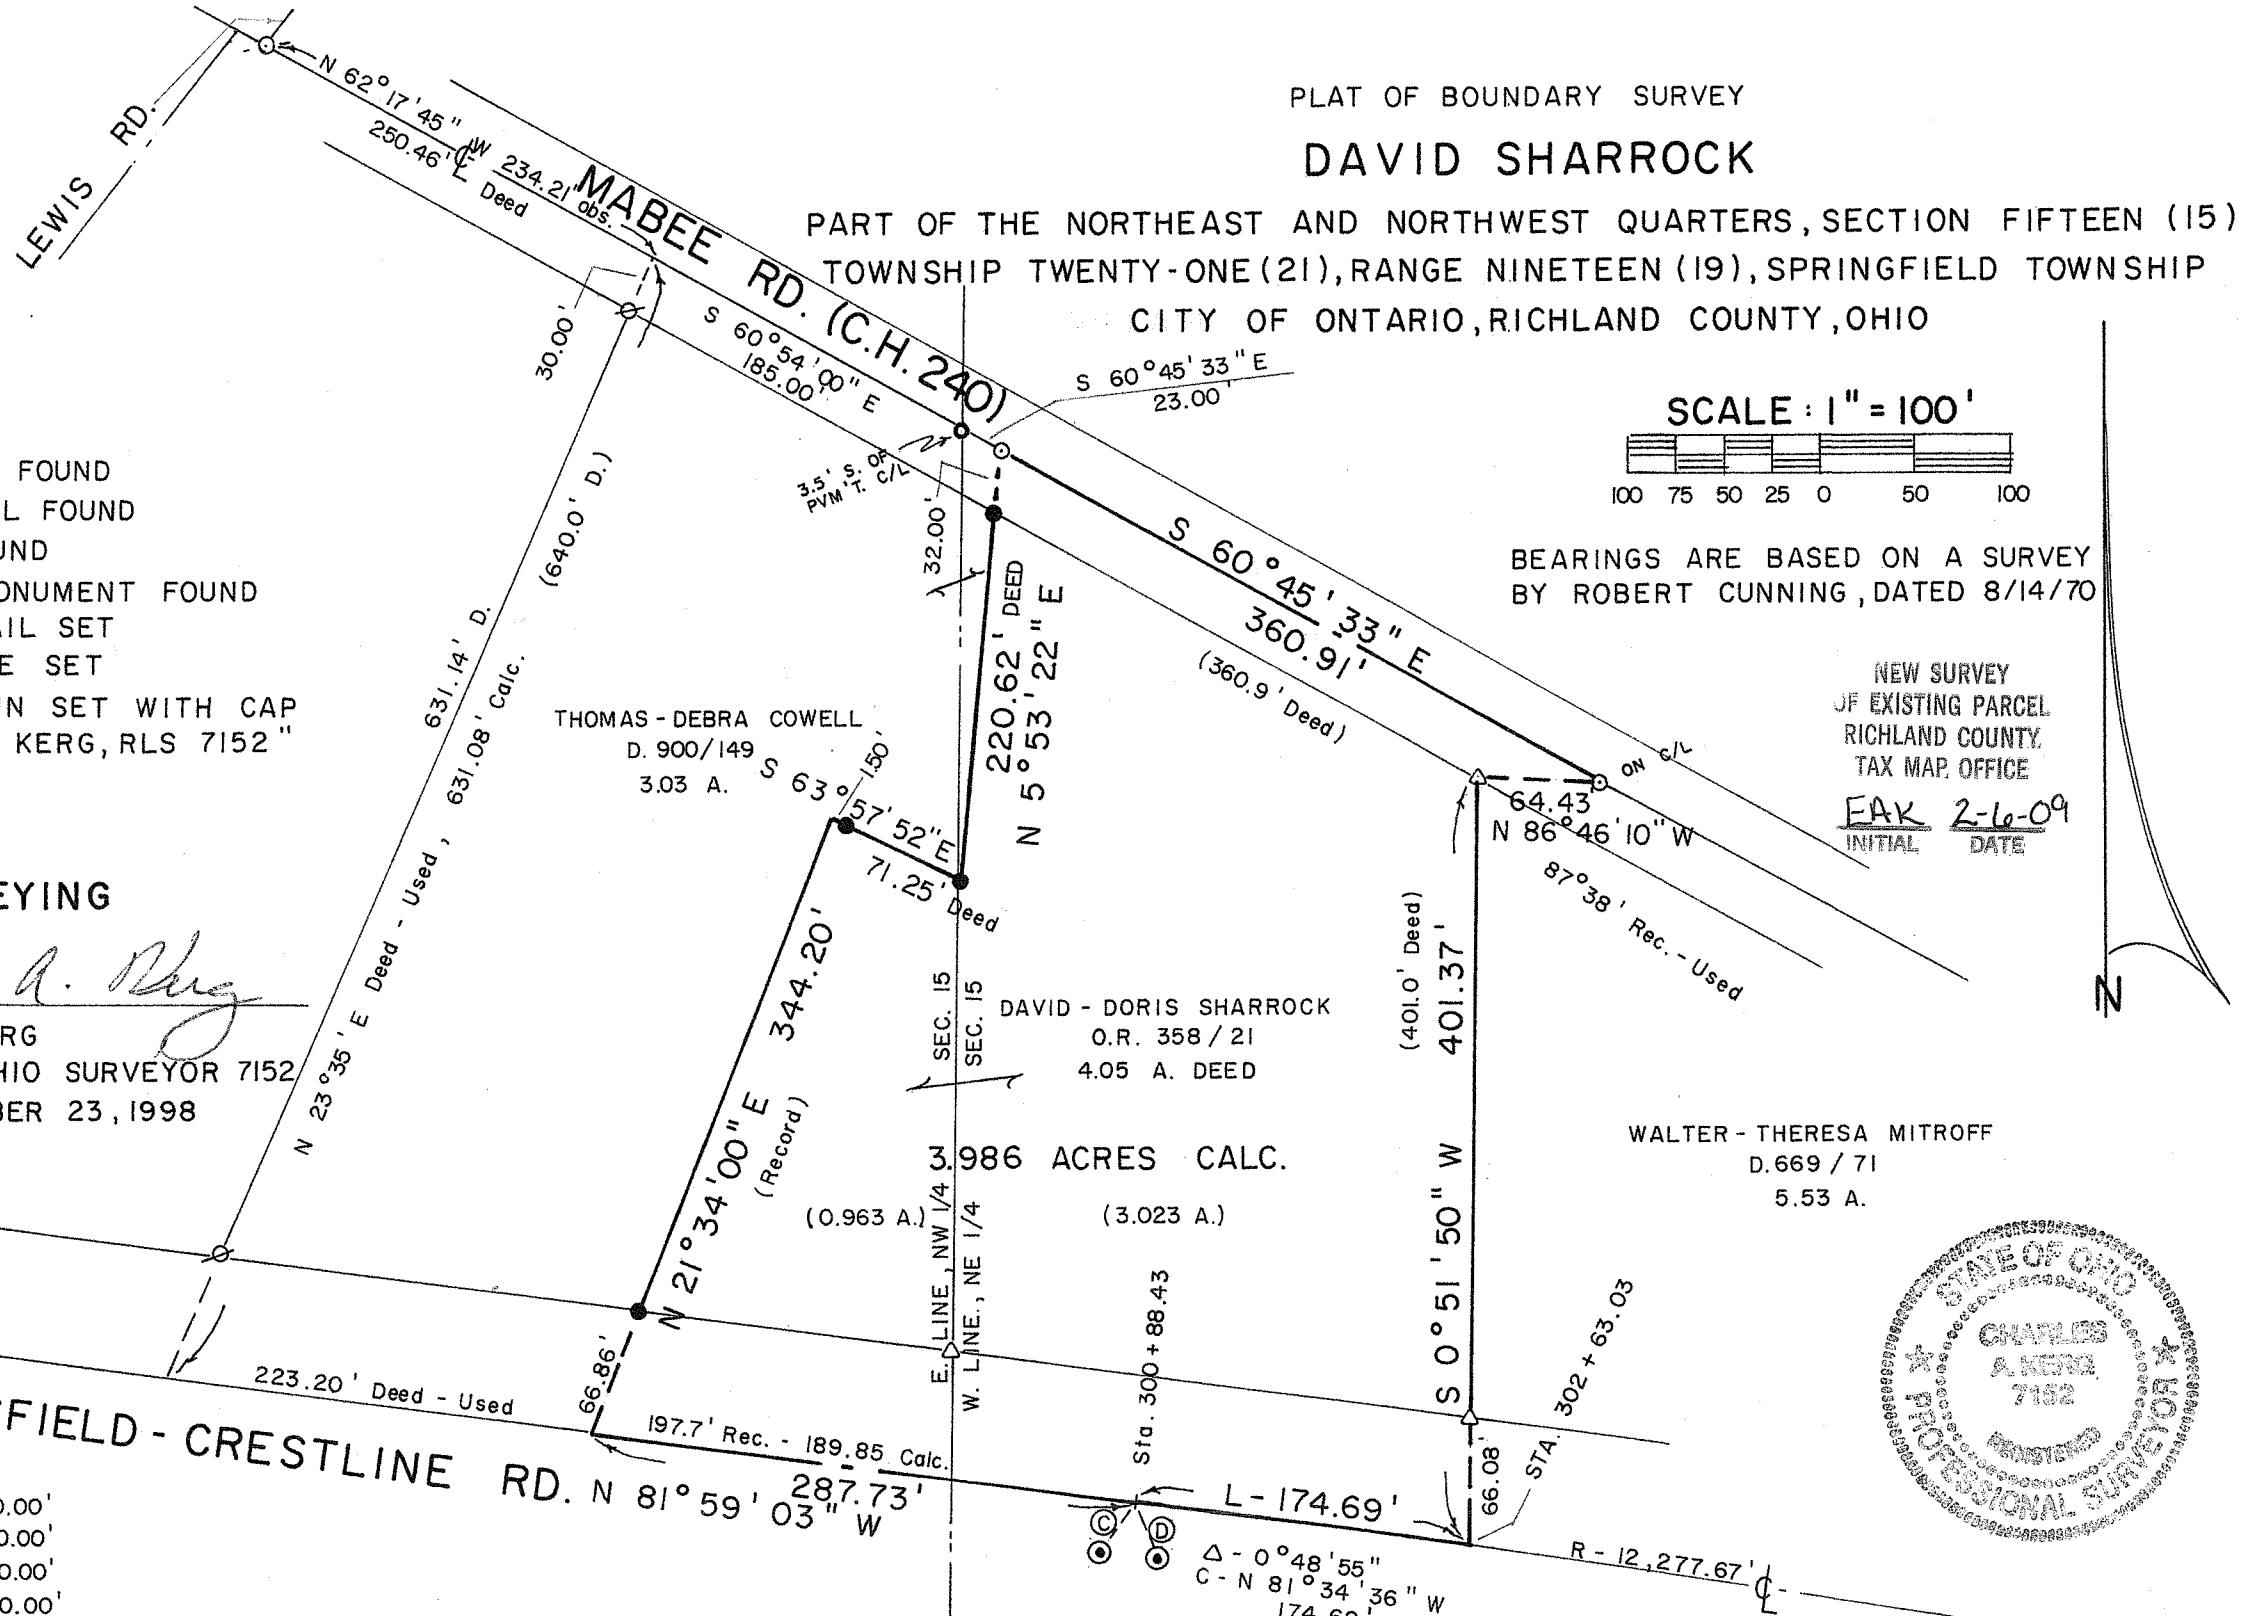 PLAT OF BOUNDARY SURVEY
DAVID SHARROCK
PART OF THE NORTHEAST AND NORTHWEST QUARTERS, SECTION FIFTEEN (15)
TOWNSHIP TWENTY-ONE (21), RANGE NINETEEN (19), SPRINGFIELD TOWNSHIP
CITY OF ONTARIO, RICHLAND COUNTY, OHIO
SCALE : 1" = 100'
100 75 50 25 0 50 100
BEARINGS ARE BASED ON A SURVEY
BY ROBERT CUNNING, DATED 8/14/70
NEW SURVEY
OF EXISTING PARCEL
RICHLAND COUNTY.
TAX MAP. OFFICE
EAK 2-6-09
INITIAL DATE
N
LEWIS RD.
N 62°17'45" W
250.46' Deed
234.21' obs.
MABEE RD. (C.H. 240)
30.00'
S 60°54'00" E
185.00'
S 60°45'33" E
23.00'
3.5' S. OF
PVM'T. C/L
32.00'
S 60°45'33" E
360.91'
(360.9' Deed)
ON C/L
64.43'
N 86°46'10" W
87°38' Rec. - Used
FOUND
L FOUND
UND
ONUMENT FOUND
AIL SET
E SET
N SET WITH CAP
KERG, RLS 7152"
631.14' D.
(640.0' D.)
N 23°35' E Deed - Used, 631.08' Calc.
THOMAS - DEBRA COWELL
D. 900/149
3.03 A.
S 63°57'52" E
1.50'
71.25' Deed
220.62' DEED
N 5°53'22" E
EYING
A. Kerg
RG
HIO SURVEYOR 7152
BER 23, 1998
344.20'
N 21°34'00" E
(Record)
SEC. 15
SEC. 15
DAVID - DORIS SHARROCK
O.R. 358 / 21
4.05 A. DEED
3.986 ACRES CALC.
(0.963 A.)
(3.023 A.)
E. LINE, NW 1/4
W. LINE., NE 1/4
(401.0' Deed)
401.37'
S 0°51'50" W
WALTER - THERESA MITROFF
D. 669 / 71
5.53 A.
Sta. 300 + 88.43
STA. 302 + 63.03
66.86'
66.08'
223.20' Deed - Used
FIELD - CRESTLINE RD.
197.7' Rec. - 189.85 Calc.
287.73'
N 81°59'03" W
L - 174.69'
C D
Δ - 0°48'55"
C - N 81°34'36" W
R - 12,277.67'
0.00'
0.00'
0.00'
0.00'
STATE OF OHIO
CHARLES
A. KERG
7152
REGISTERED
PROFESSIONAL SURVEYOR